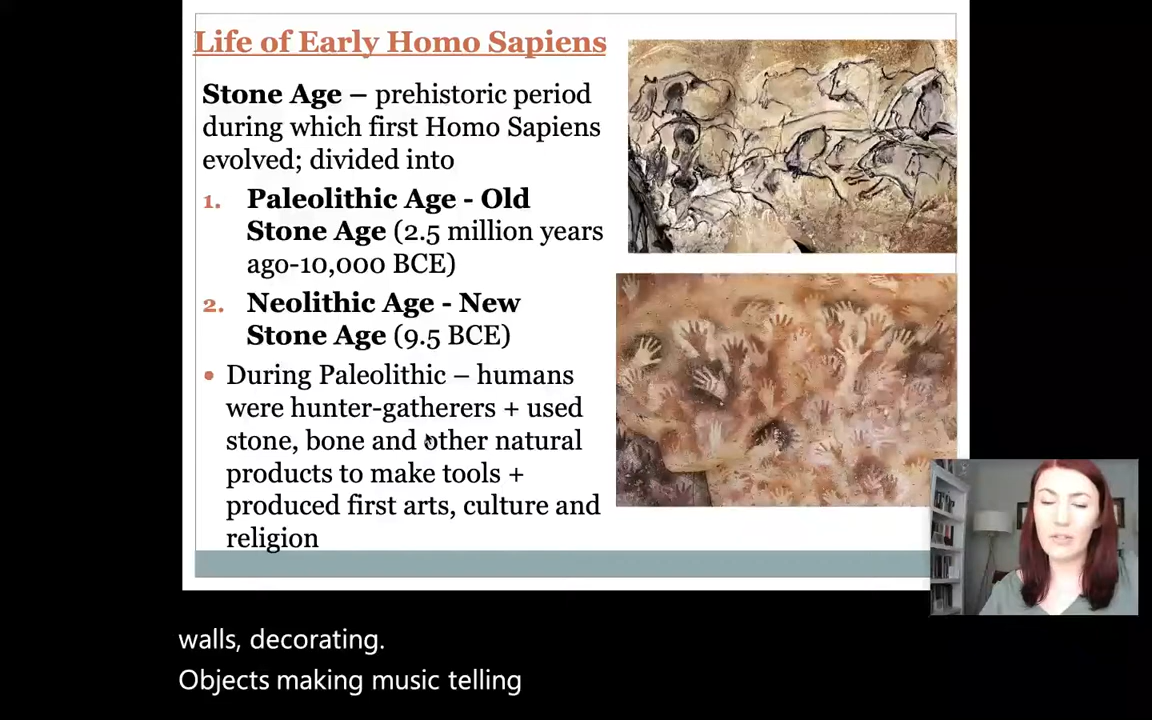 Life of Early Homo Sapiens
Stone Age – prehistoric period
during which first Homo Sapiens
evolved; divided into
1. Paleolithic Age - Old
Stone Age (2.5 million years
ago-10,000 BCE)
2. Neolithic Age - New
Stone Age (9.5 BCE)
• During Paleolithic – humans
were hunter-gatherers + used
stone, bone and other natural
products to make tools +
produced first arts, culture and
religion
walls, decorating.
Objects making music telling